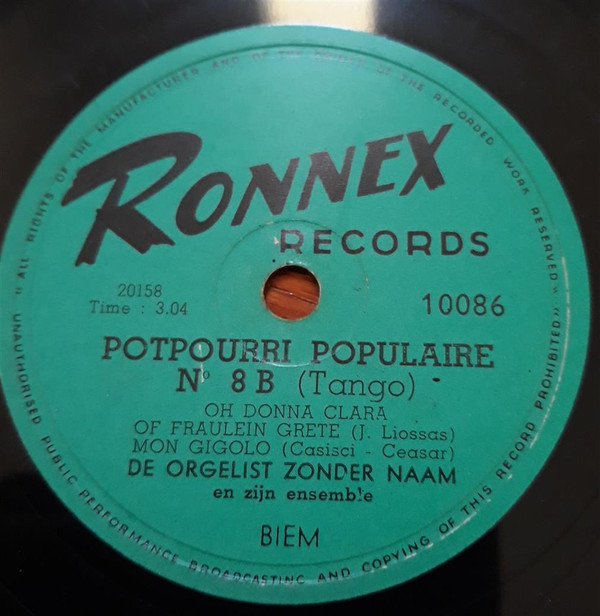 "ALL RIGHTS OF THE MANUFACTURER AND OF THE OWNER OF THE RECORDED WORK RESERVED"
RONNEX
RECORDS
20158
Time : 3.04
10086
POTPOURRI POPULAIRE
Nº 8 B (Tango)
OH DONNA CLARA
OF FRAULEIN GRETE (J. Liossas)
MON GIGOLO (Casisci - Ceasar)
DE ORGELIST ZONDER NAAM
en zijn ensemble
BIEM
UNAUTHORISED PUBLIC PERFORMANCE BROADCASTING AND COPYING OF THIS RECORD PROHIBITED"